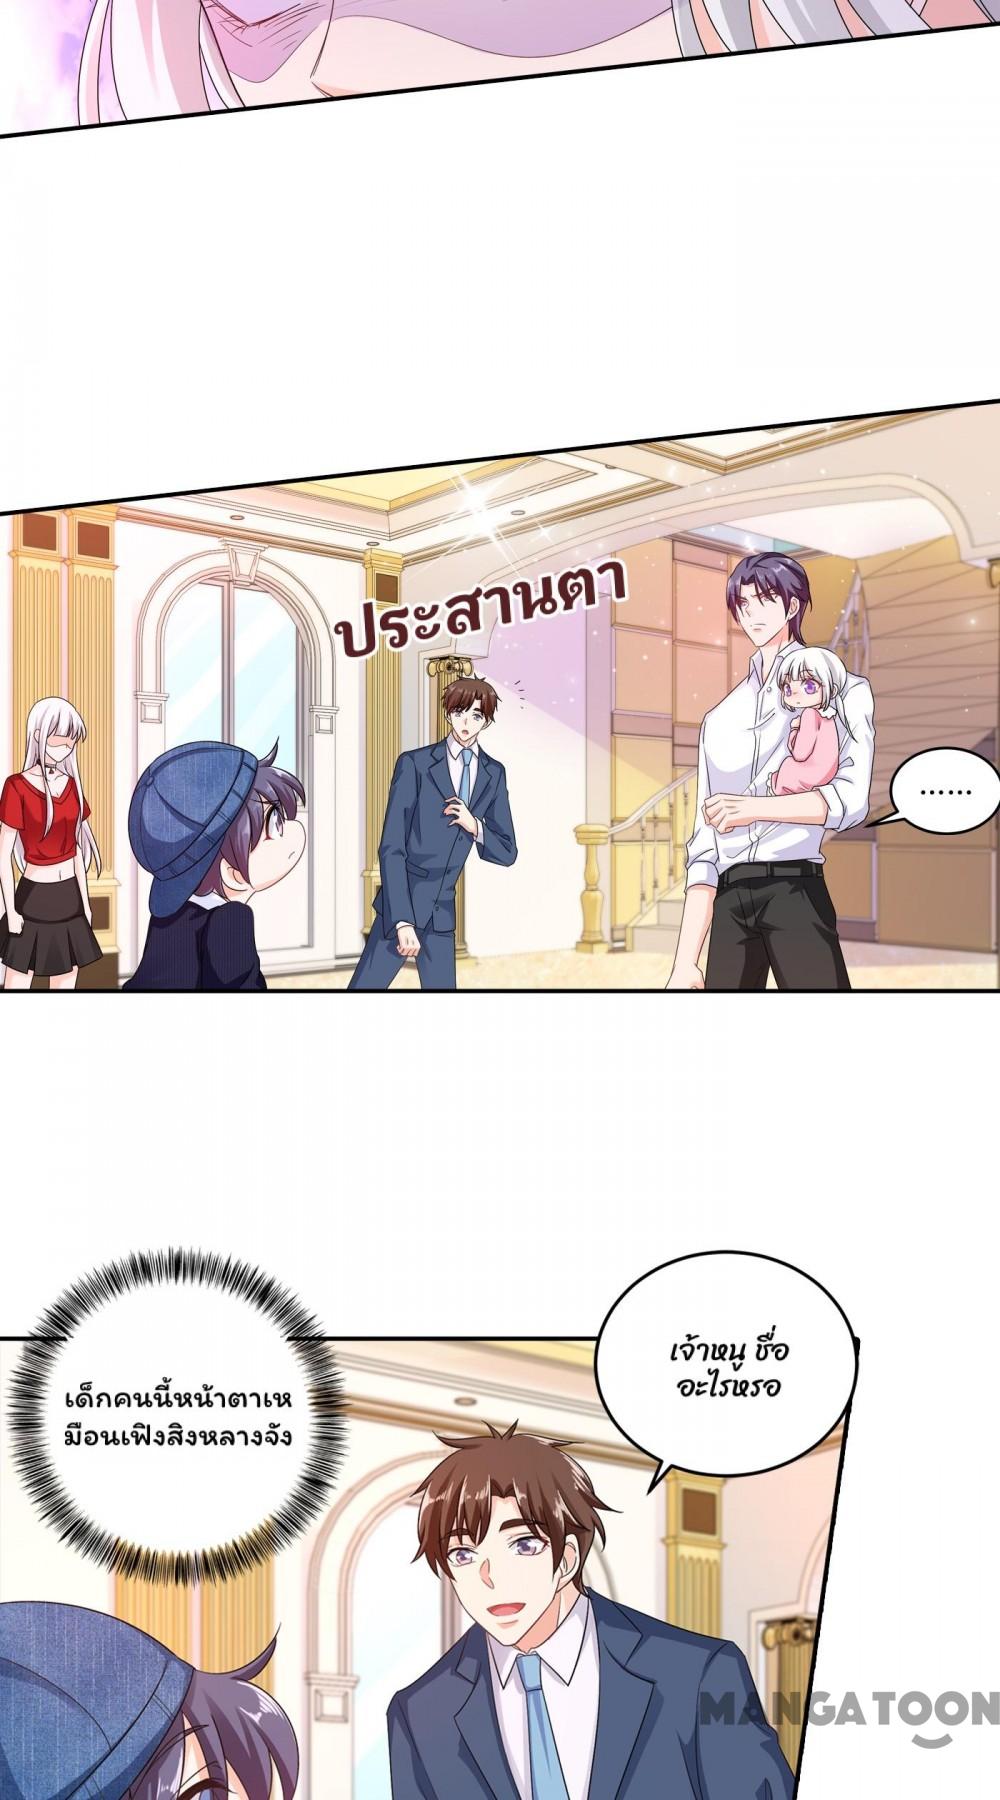 ประสานตา
......
เด็กคนนี้หน้าตาเห
มือนเฟิงสิงหลางจัง
เจ้าหนู ชื่อ
อะไรหรอ
MANGATOON